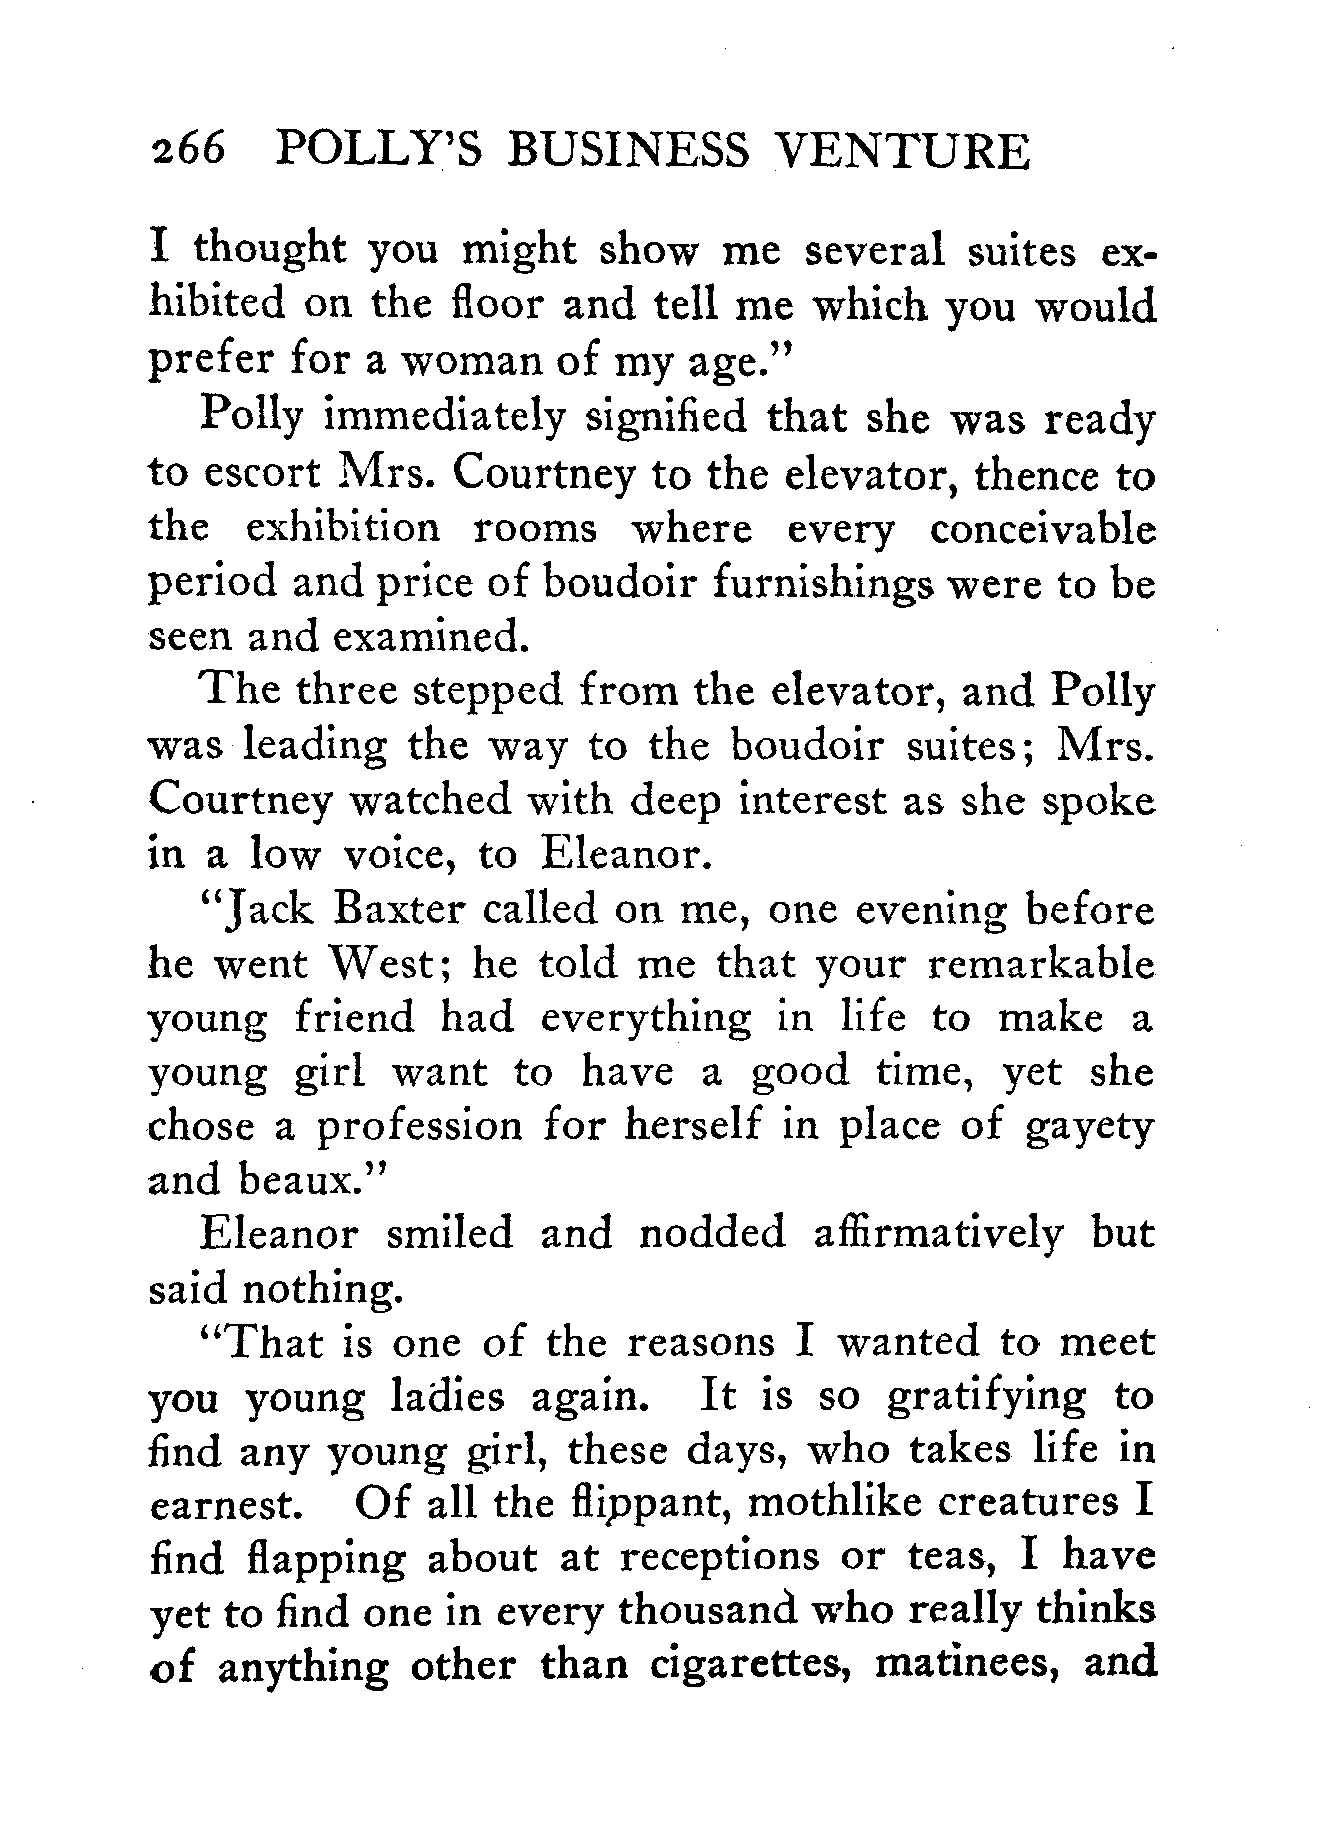 266 POLLY'S BUSINESS VENTURE
I thought you might show me several suites ex-
hibited on the floor and tell me which you would
prefer for a woman of my age."
Polly immediately signified that she was ready
to escort Mrs. Courtney to the elevator, thence to
the exhibition rooms where every conceivable
period and price of boudoir furnishings were to be
seen and examined.
The three stepped from the elevator, and Polly
was leading the way to the boudoir suites; Mrs.
Courtney watched with deep interest as she spoke
in a low voice, to Eleanor.
"Jack Baxter called on me, one evening before
he went West; he told me that your remarkable
young friend had everything in life to make a
young girl want to have a good time, yet she
chose a profession for herself in place of gayety
and beaux."
Eleanor smiled and nodded affirmatively but
said nothing.
"That is one of the reasons I wanted to meet
you young ladies again. It is so gratifying to
find any young girl, these days, who takes life in
earnest. Of all the flippant, mothlike creatures I
find flapping about at receptions or teas, I have
yet to find one in every thousand who really thinks
of anything other than cigarettes, matinees, and